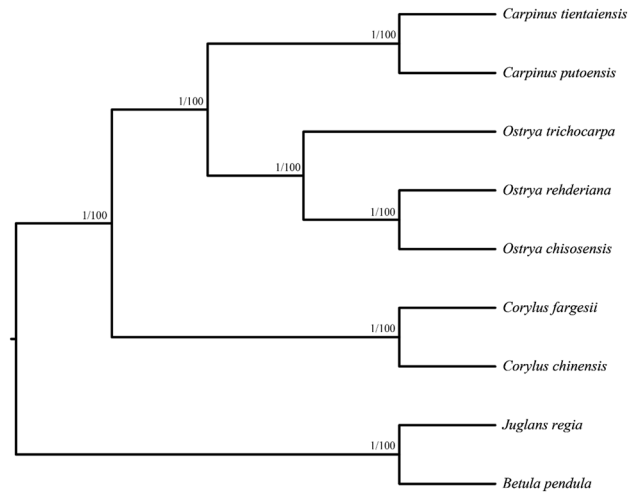 Carpinus tientaiensis
1/100
Carpinus putoensis
1/100
Ostrya trichocarpa
1/100
Ostrya rehderiana
1/100
1/100
Ostrya chisosensis
Corylus fargesii
1/100
Corylus chinensis
Juglans regia
1/100
Betula pendula